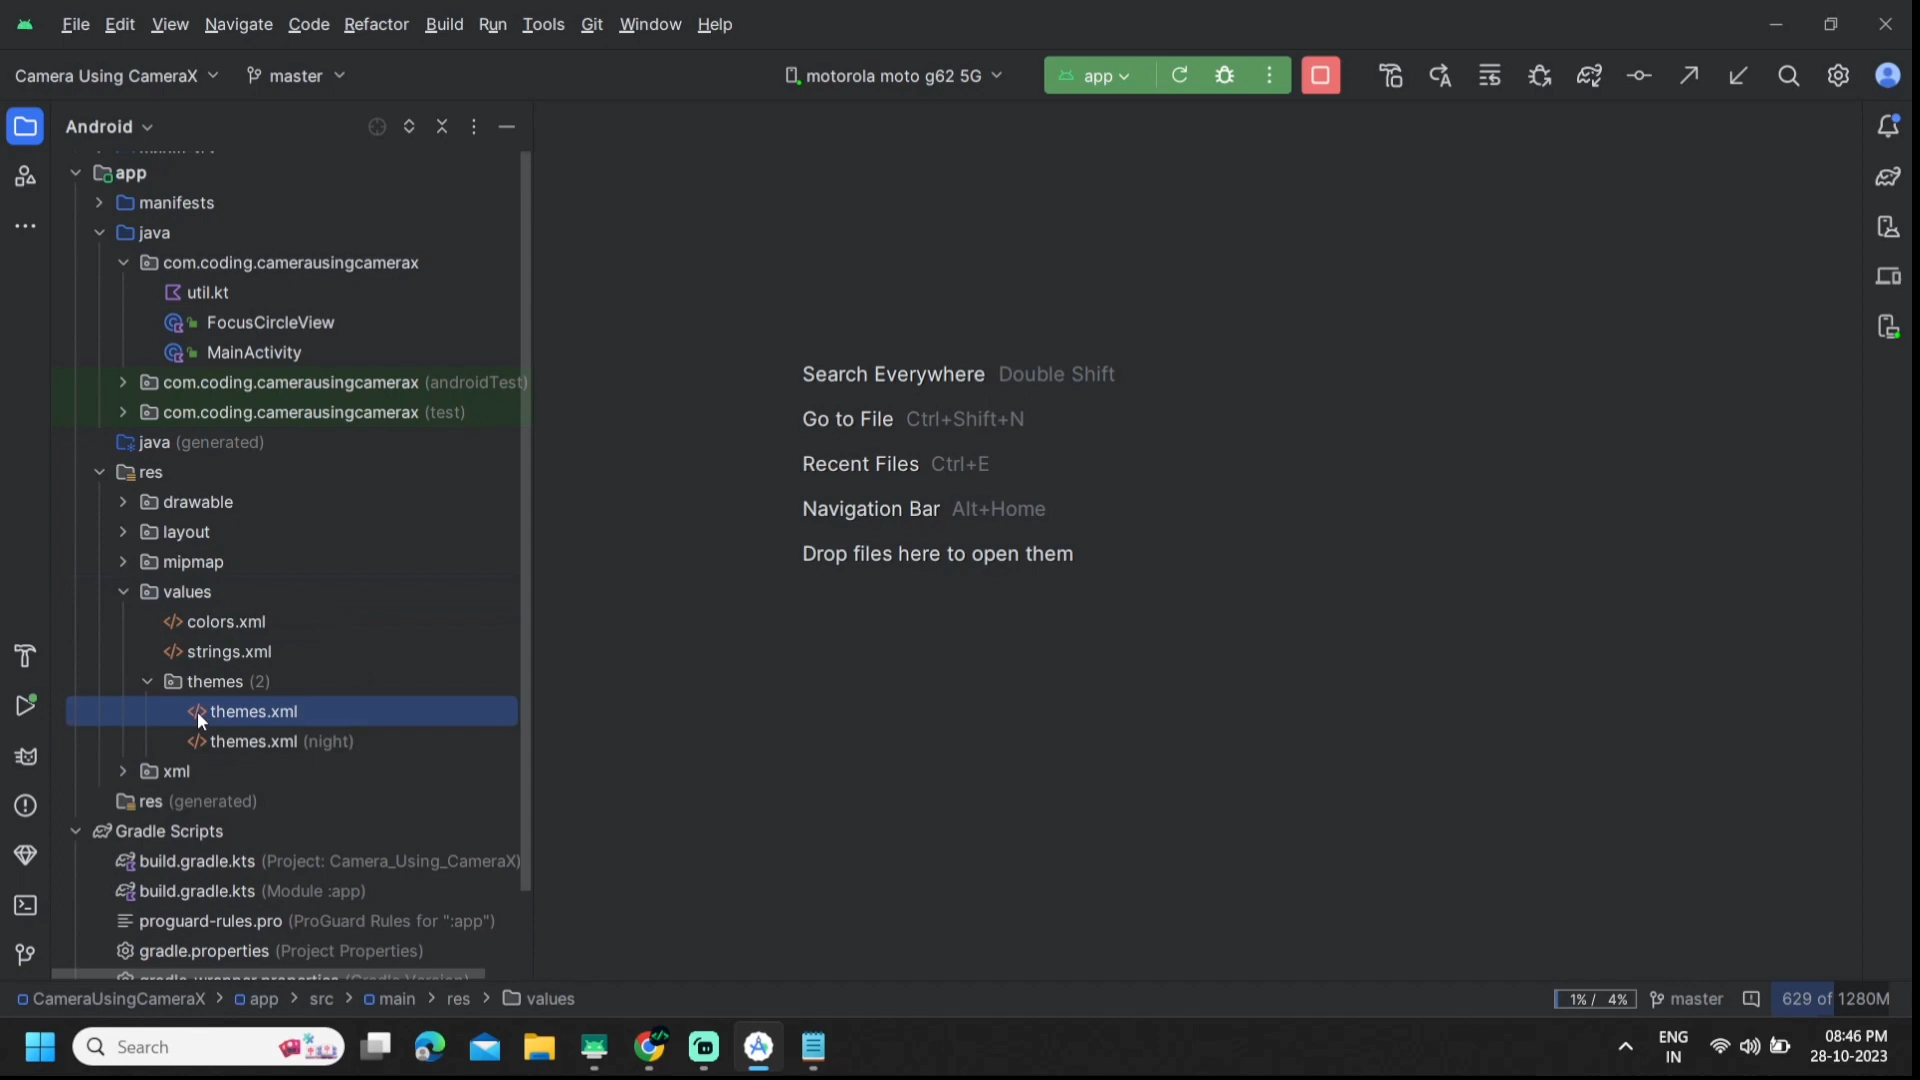 File Edit View Navigate Code Refactor Build Run Tools Git Window Help
Camera Using CameraX master motorola moto g62 5G app
Android
app
manifests
java
com.coding.camerausingcamerax
util.kt
FocusCircleView
MainActivity
com.coding.camerausingcamerax (androidTest)
com.coding.camerausingcamerax (test)
java (generated)
res
drawable
layout
mipmap
values
colors.xml
strings.xml
themes (2)
themes.xml
themes.xml (night)
xml
res (generated)
Gradle Scripts
build.gradle.kts (Project: Camera_Using_CameraX)
build.gradle.kts (Module :app)
proguard-rules.pro (ProGuard Rules for ":app")
gradle.properties (Project Properties)
Search Everywhere Double Shift
Go to File Ctrl+Shift+N
Recent Files Ctrl+E
Navigation Bar Alt+Home
Drop files here to open them
CameraUsingCameraX > app > src > main > res > values
1% / 4% master 629 of 1280M
Search
ENG
IN
08:46 PM
28-10-2023